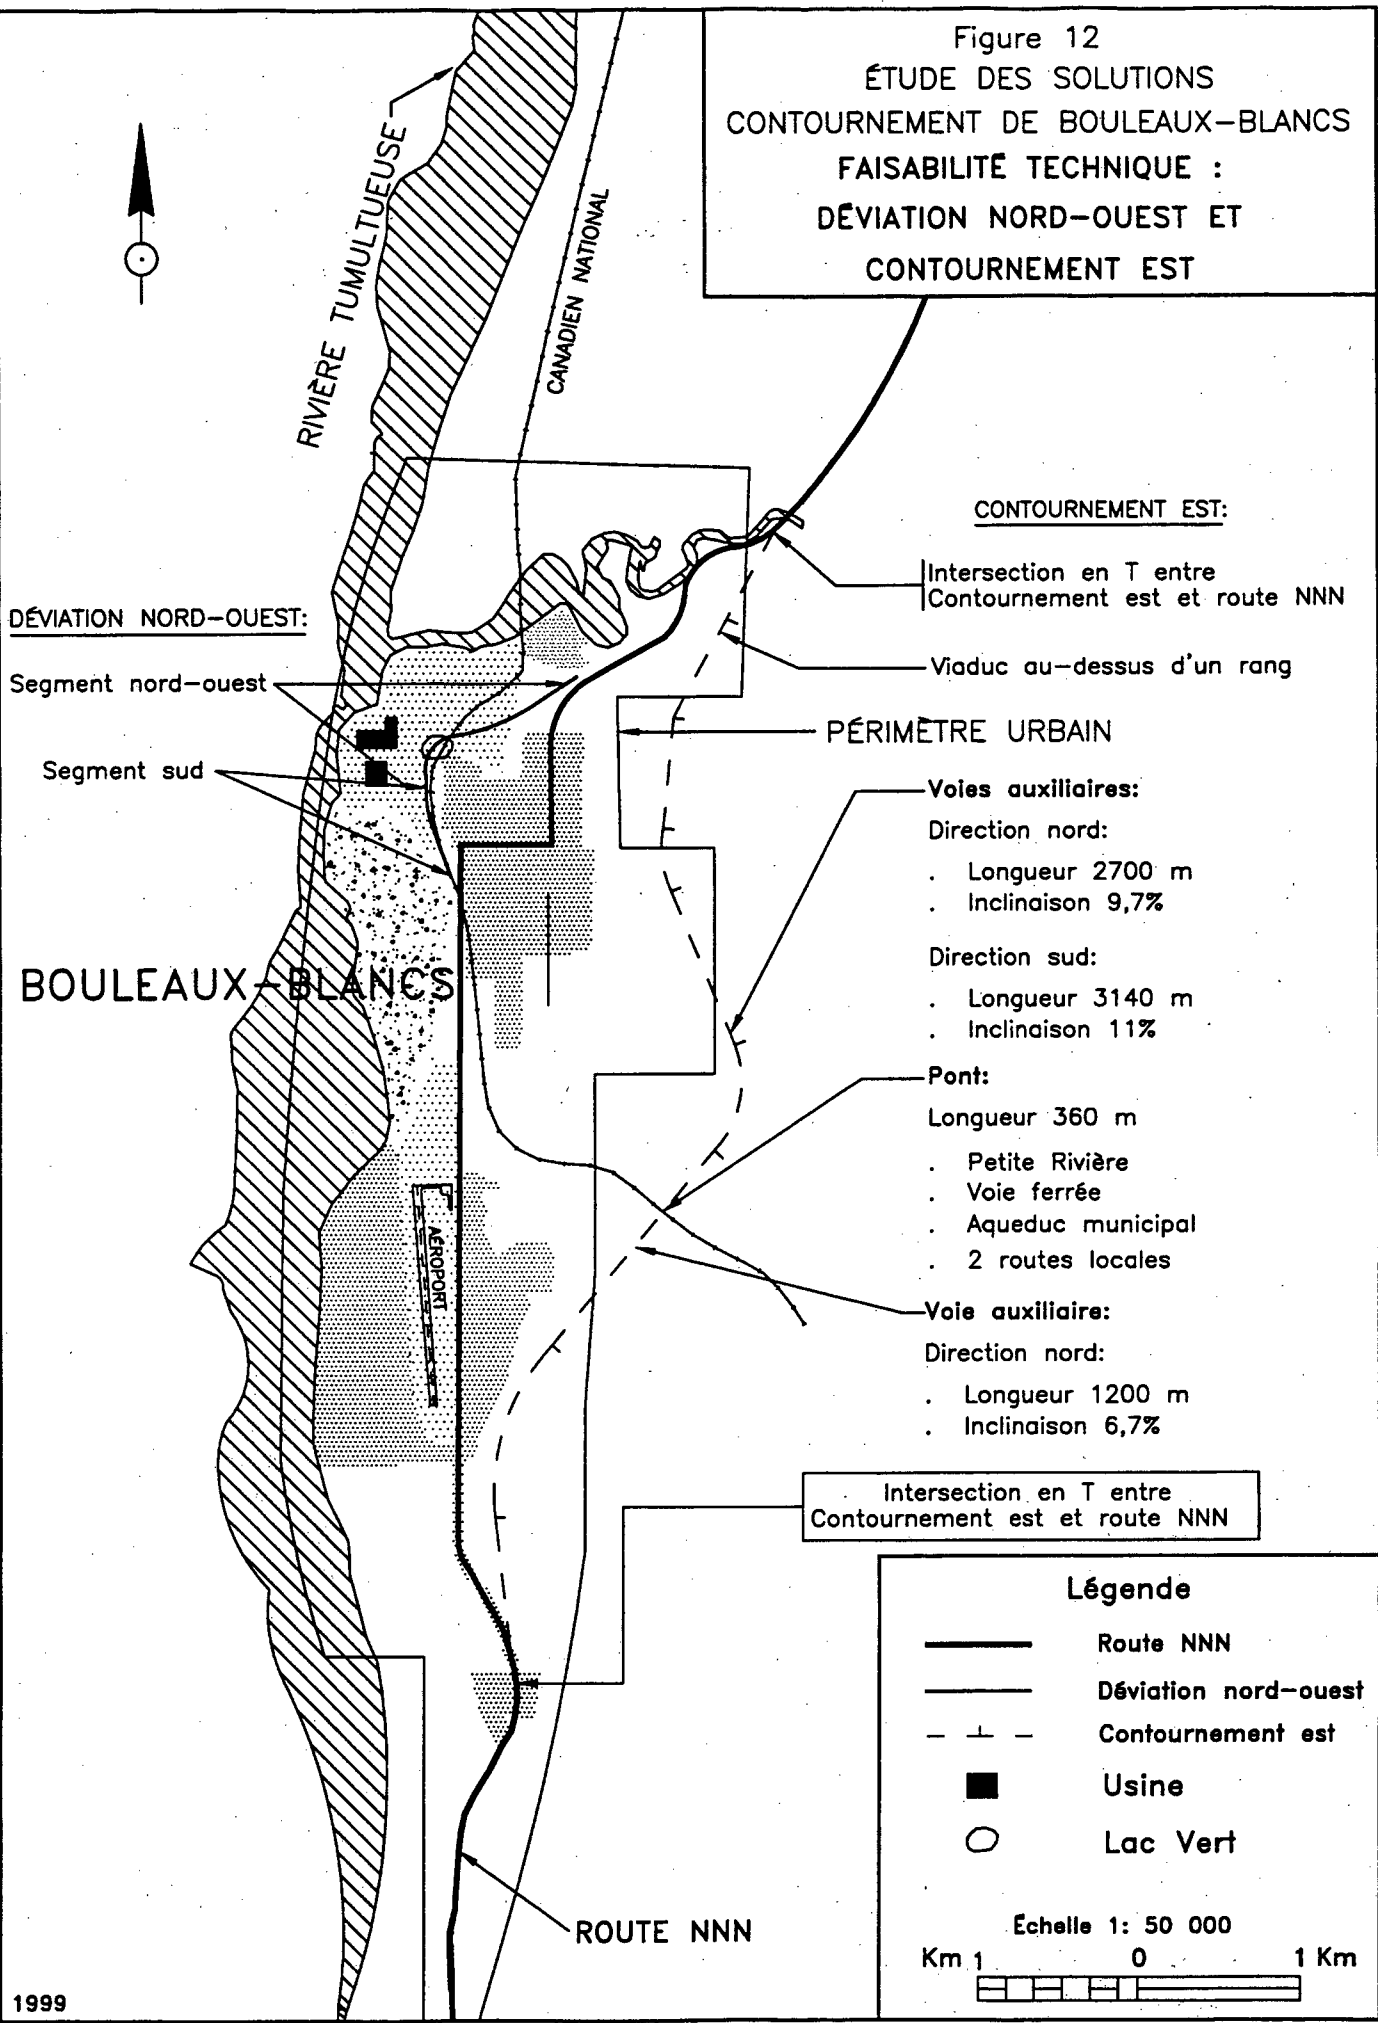 Figure 12
ÉTUDE DES SOLUTIONS
CONTOURNEMENT DE BOULEAUX-BLANCS
FAISABILITÉ TECHNIQUE :
DÉVIATION NORD-OUEST ET
CONTOURNEMENT EST
RIVIÈRE TUMULTUEUSE
CANADIEN NATIONAL
CONTOURNEMENT EST:
Intersection en T entre
Contournement est et route NNN
Viaduc au-dessus d'un rang
PÉRIMÈTRE URBAIN
DÉVIATION NORD-OUEST:
Segment nord-ouest
Segment sud
BOULEAUX-BLANCS
AÉROPORT
Voies auxiliaires:
Direction nord:
. Longueur 2700 m
. Inclinaison 9,7%
Direction sud:
. Longueur 3140 m
. Inclinaison 11%
Pont:
Longueur 360 m
. Petite Rivière
. Voie ferrée
. Aqueduc municipal
. 2 routes locales
Voie auxiliaire:
Direction nord:
. Longueur 1200 m
. Inclinaison 6,7%
Intersection en T entre
Contournement est et route NNN
ROUTE NNN
Légende
Route NNN
Déviation nord-ouest
Contournement est
Usine
Lac Vert
Échelle 1: 50 000
Km 1 0 1 Km
1999